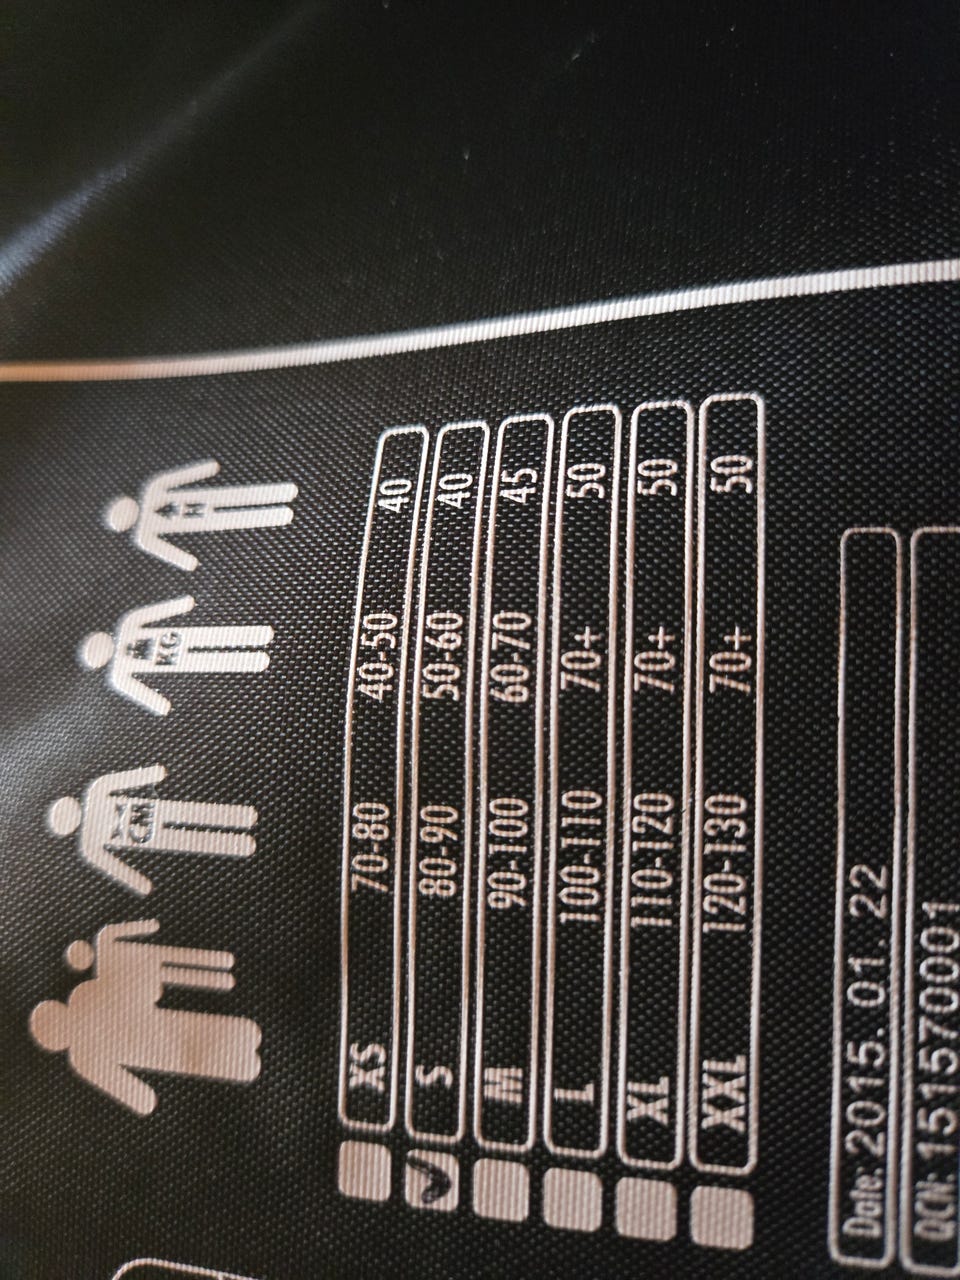 CM KG N
XS 70-80 40-50 40
S 80-90 50-60 40
M 90-100 60-70 45
L 100-110 70+ 50
XL 110-120 70+ 50
XXL 120-130 70+ 50
Date: 2015. 01. 22
QCN: 151570001